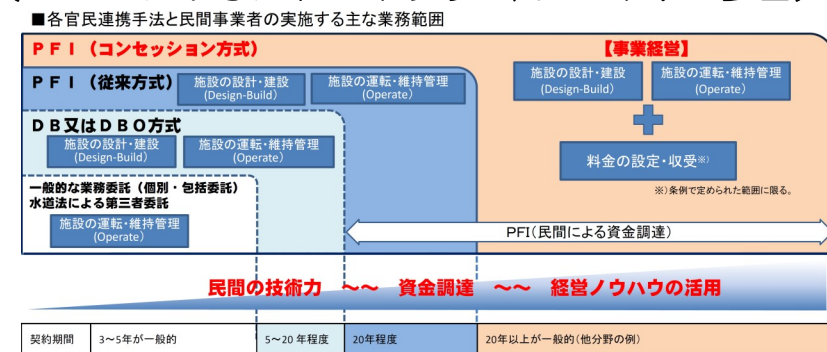 ■各官民連携手法と民間事業者の実施する主な業務範囲
ＰＦＩ（コンセッション方式）
【事業経営】
施設の設計・建設
(Design-Build)
施設の運転・維持管理
(Operate)
料金の設定・収受※）
※）条例で定められた範囲に限る。
ＰＦＩ（従来方式）
施設の設計・建設
(Design-Build)
施設の運転・維持管理
(Operate)
ＤＢ又はＤＢＯ方式
施設の設計・建設
(Design-Build)
施設の運転・維持管理
(Operate)
一般的な業務委託（個別・包括委託）
水道法による第三者委託
施設の運転・維持管理
(Operate)
PFI（民間による資金調達）
民間の技術力　～～　資金調達　～～　経営ノウハウの活用
契約期間　3～5年が一般的　5～20 年程度　20年程度　20年以上が一般的（他分野の例）